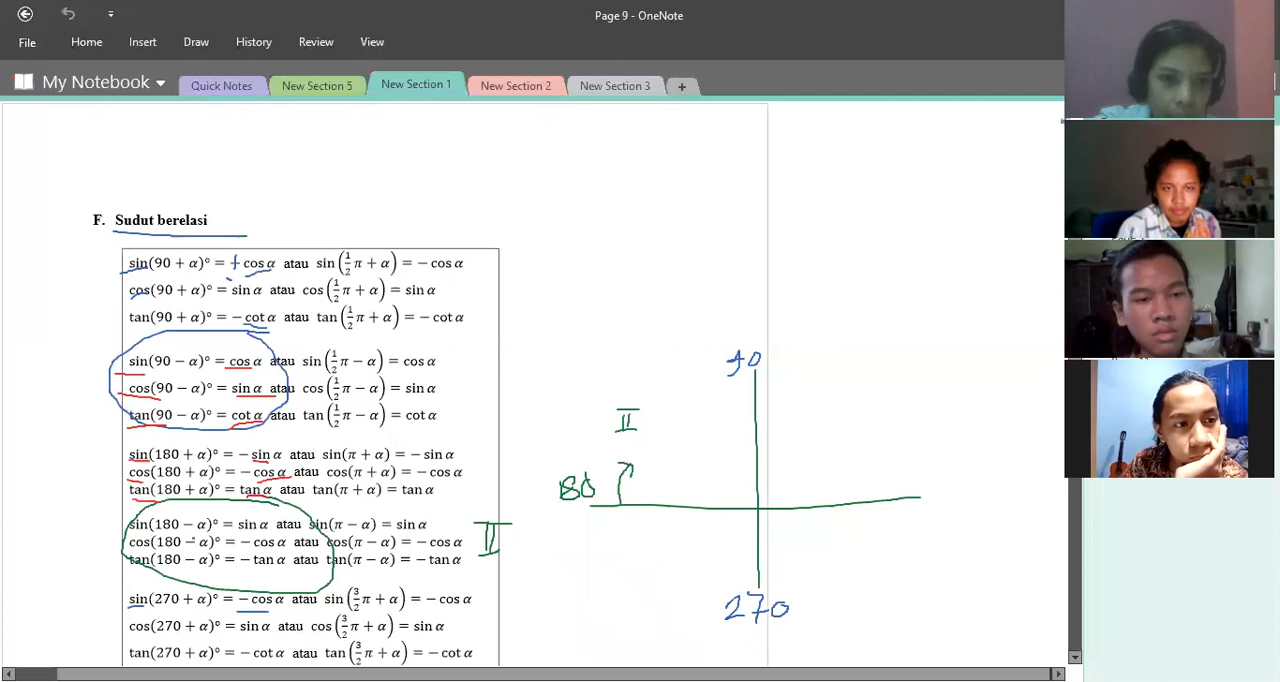 Page 9 - OneNote
File Home Insert Draw History Review View
My Notebook Quick Notes New Section 5 New Section 1 New Section 2 New Section 3 +
F. Sudut berelasi
sin(90 + α)° = + cos α atau sin(½π + α) = − cos α
cos(90 + α)° = − sin α atau cos(½π + α) = sin α
tan(90 + α)° = − cot α atau tan(½π + α) = − cot α
sin(90 − α)° = cos α atau sin(½π − α) = cos α
cos(90 − α)° = sin α atau cos(½π − α) = sin α
tan(90 − α)° = cot α atau tan(½π − α) = cot α
sin(180 + α)° = − sin α atau sin(π + α) = − sin α
cos(180 + α)° = − cos α atau cos(π + α) = − cos α
tan(180 + α)° = tan α atau tan(π + α) = tan α
sin(180 − α)° = sin α atau sin(π − α) = sin α
cos(180 − α)° = − cos α atau cos(π − α) = − cos α
tan(180 − α)° = − tan α atau tan(π − α) = − tan α
II
sin(270 + α)° = − cos α atau sin(3/2 π + α) = − cos α
cos(270 + α)° = sin α atau cos(3/2 π + α) = sin α
tan(270 + α)° = − cot α atau tan(3/2 π + α) = − cot α
90
II
180
270